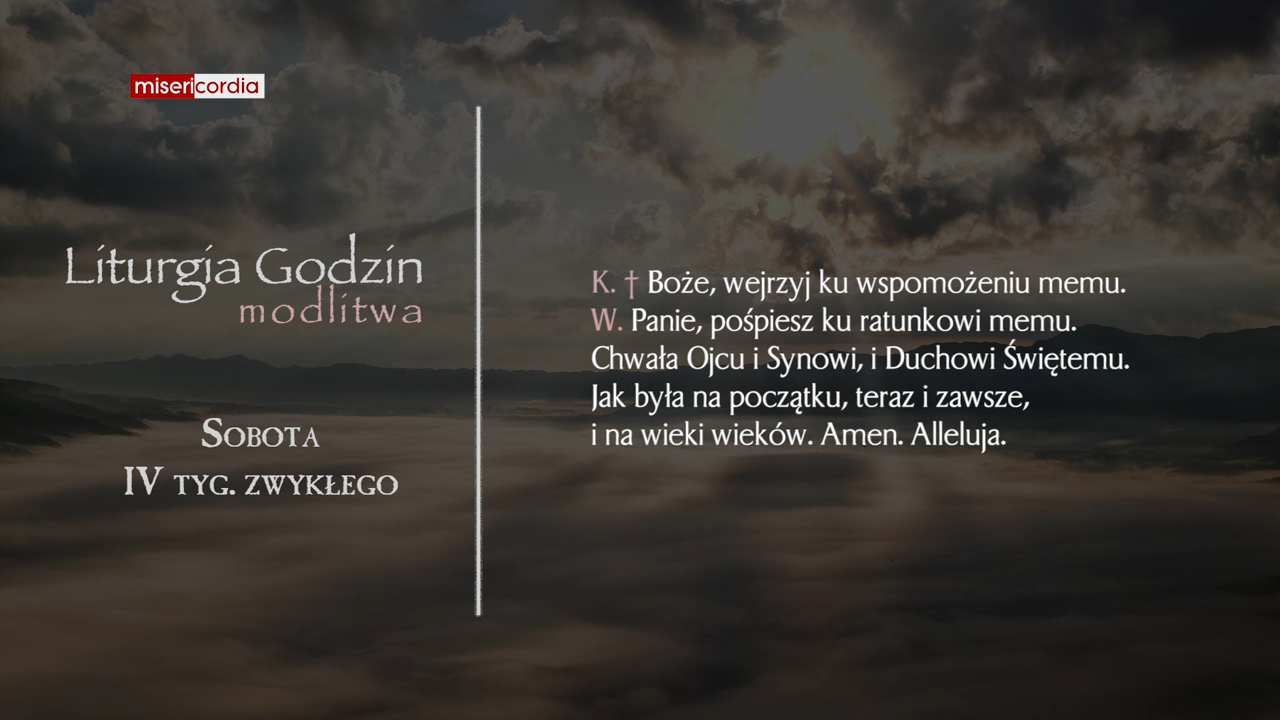 misericordia
Liturgia Godzin
modlitwa
Sobota
IV tyg. zwykłego
K. † Boże, wejrzyj ku wspomożeniu memu.
W. Panie, pośpiesz ku ratunkowi memu.
Chwała Ojcu i Synowi, i Duchowi Świętemu.
Jak była na początku, teraz i zawsze,
i na wieki wieków. Amen. Alleluja.